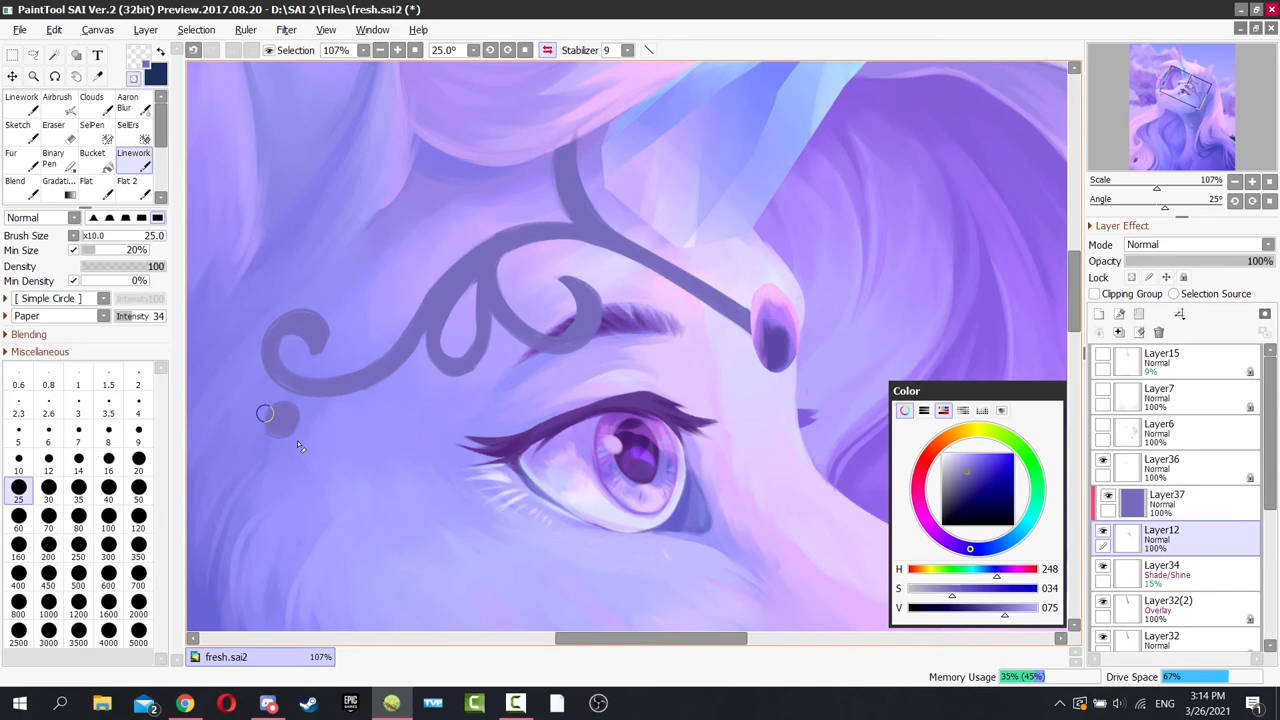 PaintTool SAI Ver.2 (32bit) Preview.2017.08.20 - D:\SAI 2\Files\fresh.sai2 (*)
File Edit Canvas Layer Selection Ruler Filter View Window Help
Selection 107% 25.0° Stabilizer 9
T
Linework Airbrush Clouds Aaron Blur
Sketch Eraser SelPen SelErs
Fur Binary Pen Bucket Linework
Blend Gradati... Flat Flat 2
Normal
Brush Size x10.0 25.0
Min Size 20%
Density 100
Min Density 0%
[ Simple Circle ] Intensity100
Paper Intensity 34
Blending
Miscellaneous
0.6 0.8 1 1.5 2
2.3 2.6 3 3.5 4
5 6 7 8 9
10 12 14 16 20
25 30 35 40 50
60 70 80 100 120
160 200 250 300 350
400 450 500 600 700
800 1000 1200 1400 1600
2000 2500 3000 4000 5000
Color
H 248
S 034
V 075
Scale 107%
Angle 25°
Layer Effect
Mode Normal
Opacity 100%
Lock
Clipping Group Selection Source
Layer15
Normal
9%
Layer7
Normal
100%
Layer6
Normal
100%
Layer36
Normal
100%
Layer37
Normal
100%
Layer12
Normal
100%
Layer34
Shade/Shine
15%
Layer32(2)
Overlay
100%
Layer32
Normal
fresh.sai2 107%
Memory Usage 35% (45%) Drive Space 67%
2 EPIC GAMES TVP ENG 3:14 PM
3/26/2021 1